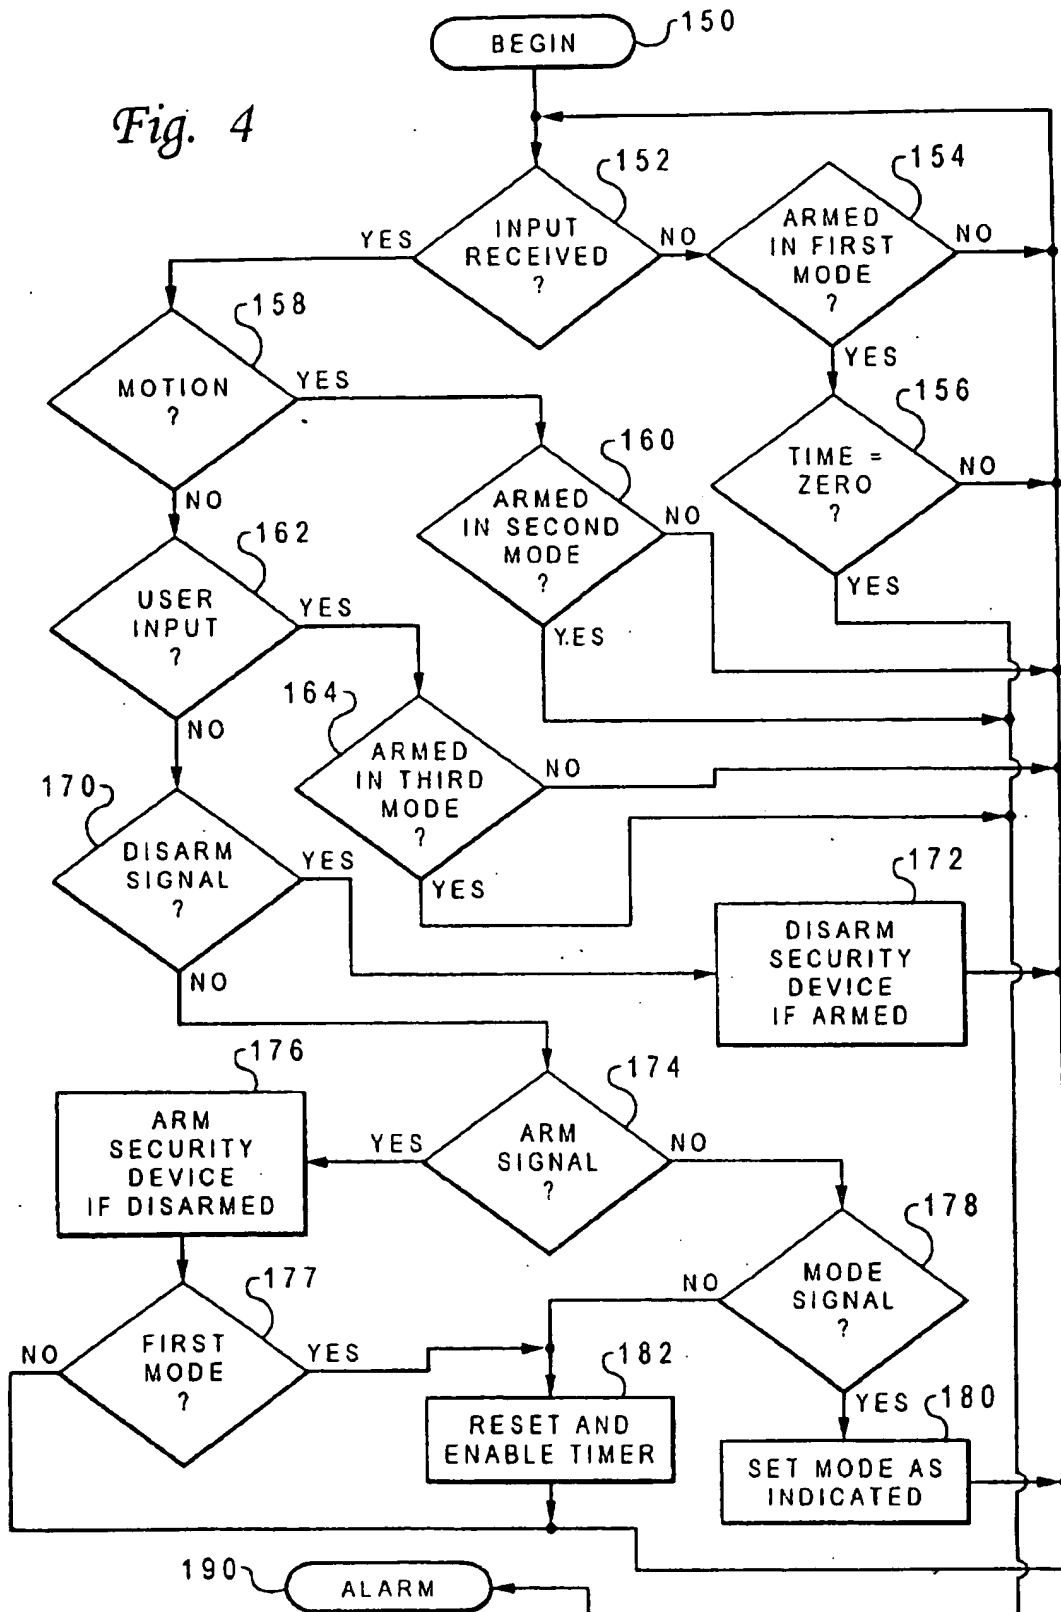 150
BEGIN
Fig. 4
152
154
INPUT
RECEIVED
?
YES
NO
ARMED
IN FIRST
MODE
?
NO
YES
158
MOTION
?
YES
NO
156
TIME =
ZERO
?
NO
YES
160
ARMED
IN SECOND
MODE
?
NO
Y.ES
162
USER
INPUT
?
YES
NO
164
ARMED
IN THIRD
MODE
?
NO
YES
170
DISARM
SIGNAL
?
YES
NO
172
DISARM
SECURITY
DEVICE
IF ARMED
176
ARM
SECURITY
DEVICE
IF DISARMED
174
ARM
SIGNAL
?
YES
NO
178
MODE
SIGNAL
?
NO
YES
177
FIRST
MODE
?
NO
YES
182
RESET AND
ENABLE TIMER
180
SET MODE AS
INDICATED
190
ALARM